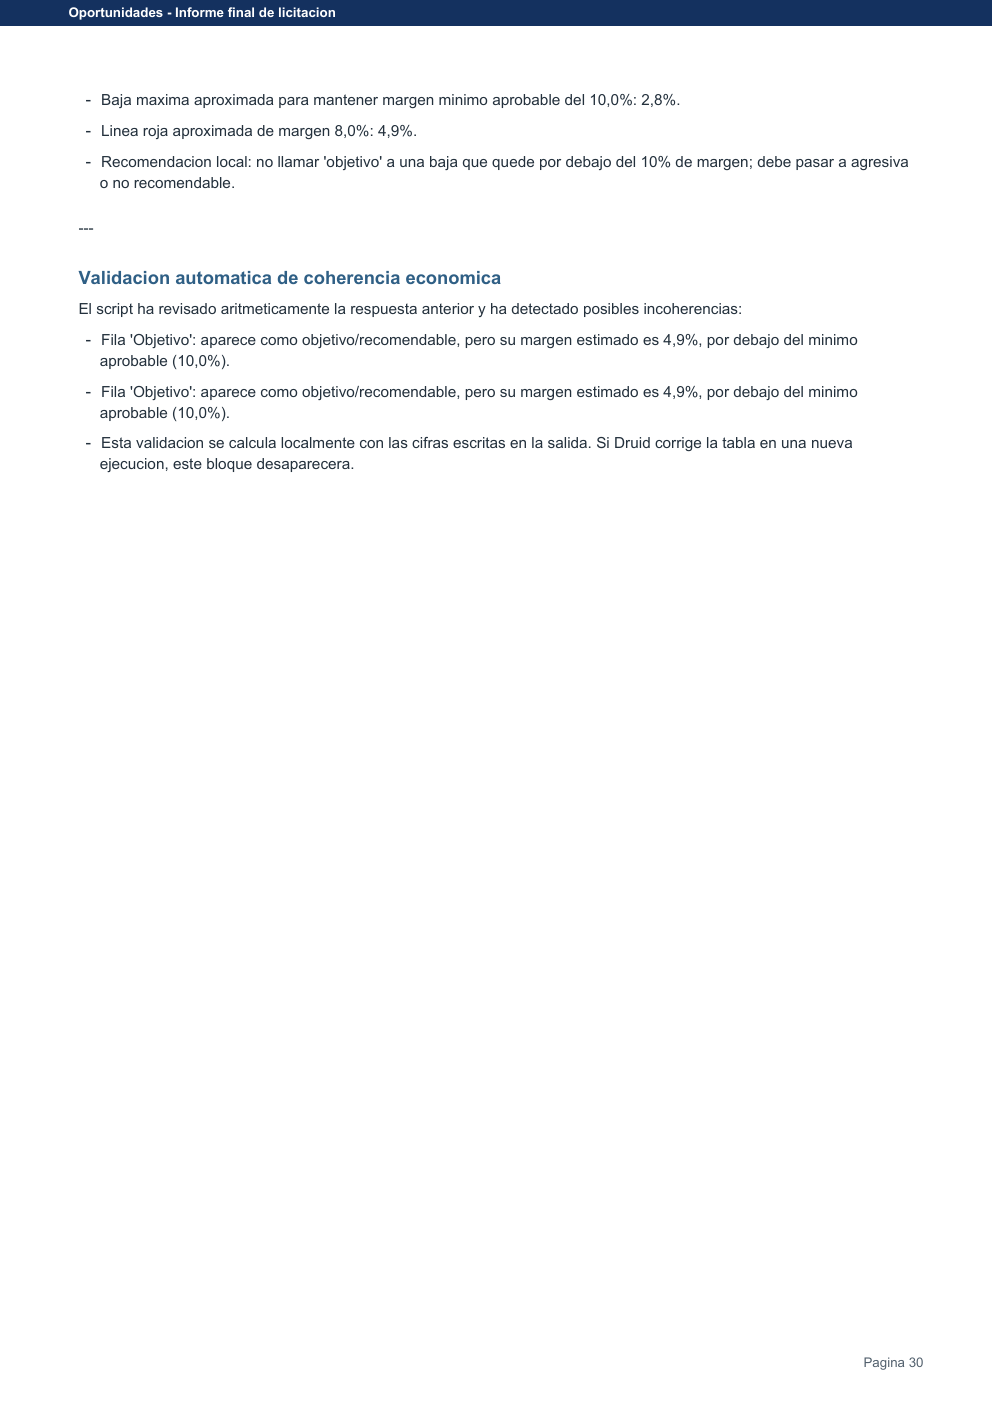 Oportunidades - Informe final de licitacion
- Baja maxima aproximada para mantener margen minimo aprobable del 10,0%: 2,8%.
- Linea roja aproximada de margen 8,0%: 4,9%.
- Recomendacion local: no llamar 'objetivo' a una baja que quede por debajo del 10% de margen; debe pasar a agresiva
o no recomendable.
---
Validacion automatica de coherencia economica
El script ha revisado aritmeticamente la respuesta anterior y ha detectado posibles incoherencias:
- Fila 'Objetivo': aparece como objetivo/recomendable, pero su margen estimado es 4,9%, por debajo del minimo
aprobable (10,0%).
- Fila 'Objetivo': aparece como objetivo/recomendable, pero su margen estimado es 4,9%, por debajo del minimo
aprobable (10,0%).
- Esta validacion se calcula localmente con las cifras escritas en la salida. Si Druid corrige la tabla en una nueva
ejecucion, este bloque desaparecera.
Pagina 30